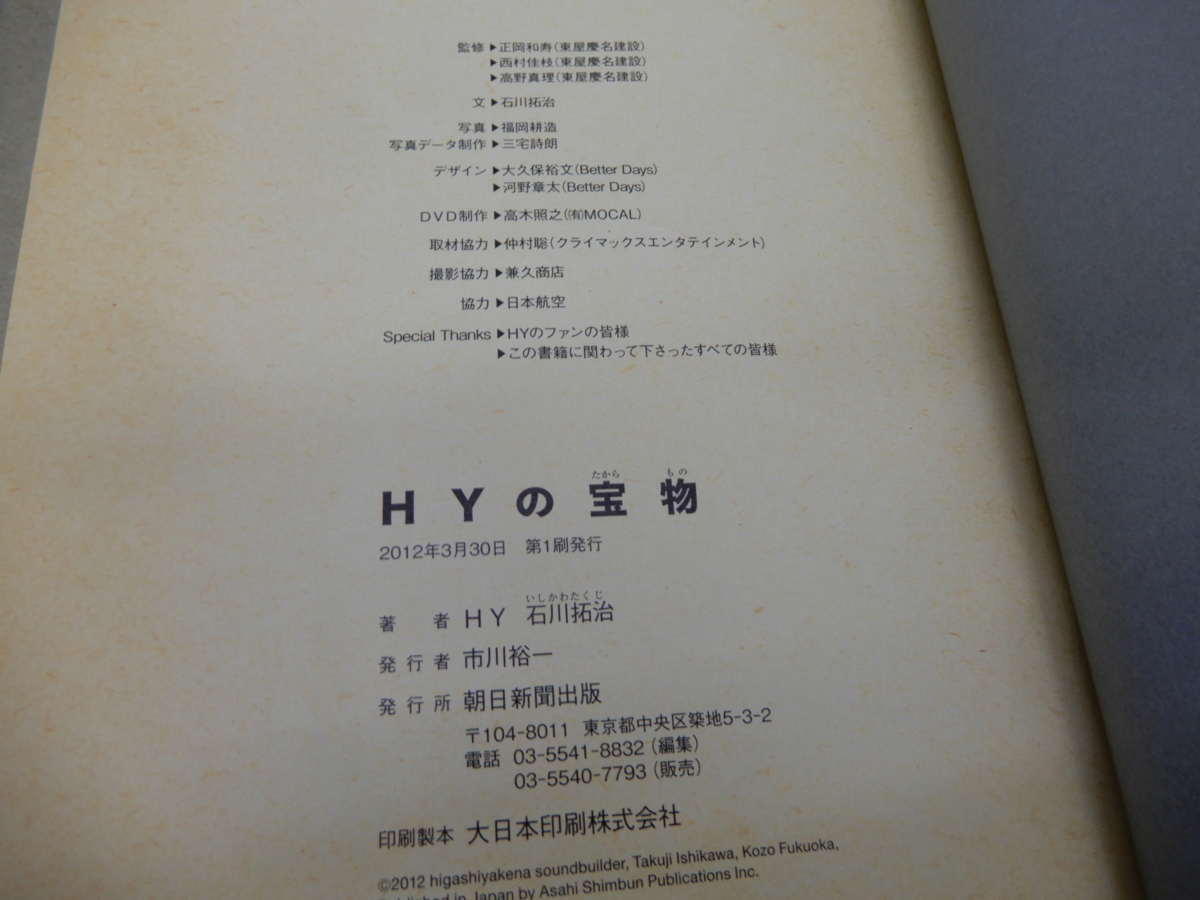 監修▶正岡和寿(東屋慶名建設)
▶西村佳枝(東屋慶名建設)
▶高野真理(東屋慶名建設)
文▶石川拓治
写真▶福岡耕造
写真データ制作▶三宅詩朗
デザイン▶大久保裕文(Better Days)
▶河野章太(Better Days)
DVD制作▶高木照之(㈲MOCAL)
取材協力▶仲村聡(クライマックスエンタテインメント)
撮影協力▶兼久商店
協力▶日本航空
Special Thanks▶HYのファンの皆様
▶この書籍に関わって下さったすべての皆様
たから もの
HYの宝物
2012年3月30日 第1刷発行
いしかわたくじ
著者 HY 石川拓治
発行者 市川裕一
発行所 朝日新聞出版
〒104-8011 東京都中央区築地5-3-2
電話 03-5541-8832(編集)
03-5540-7793(販売)
印刷製本 大日本印刷株式会社
©2012 higashiyakena soundbuilder, Takuji Ishikawa, Kozo Fukuoka,
Published in Japan by Asahi Shimbun Publications Inc.